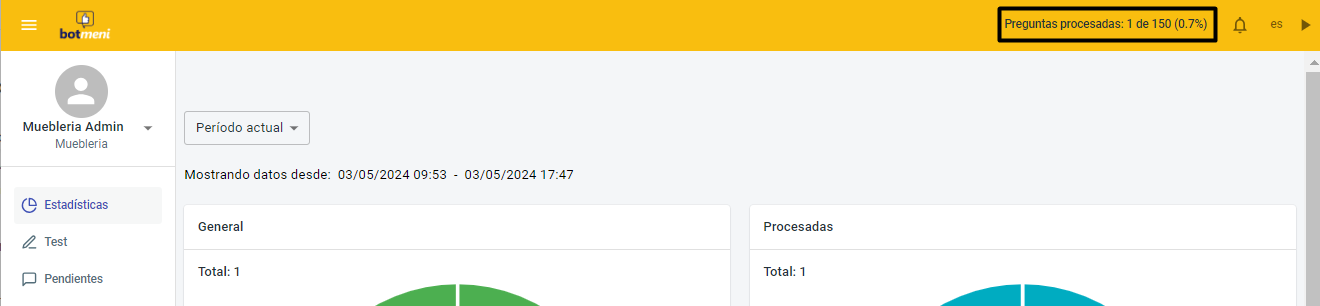 botmeni
Preguntas procesadas: 1 de 150 (0.7%)
es
Muebleria Admin
Muebleria
Período actual
Mostrando datos desde: 03/05/2024 09:53 - 03/05/2024 17:47
Estadísticas
Test
Pendientes
General
Total: 1
Procesadas
Total: 1